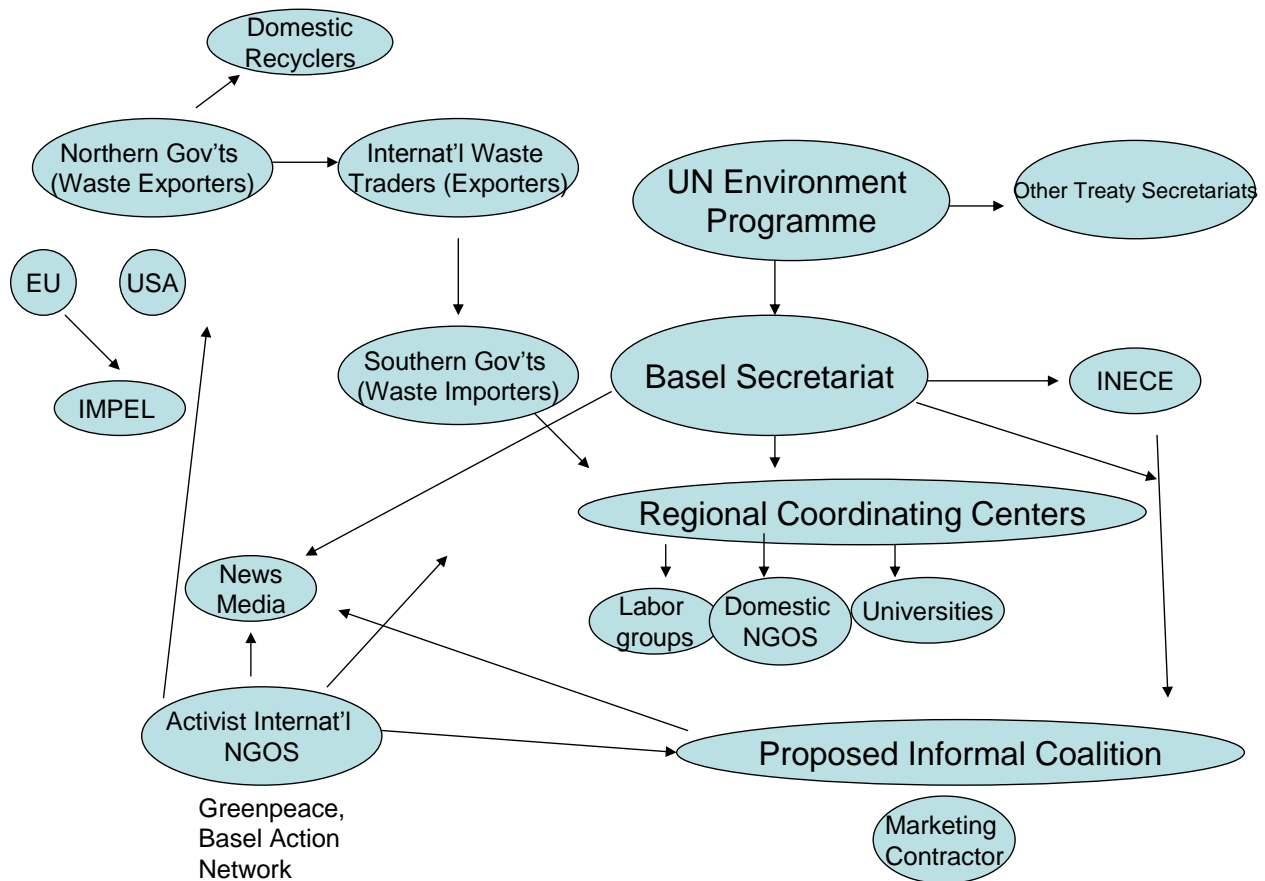 Domestic
Recyclers
Northern Gov'ts
(Waste Exporters)
Internat'l Waste
Traders (Exporters)
UN Environment
Programme
Other Treaty Secretariats
EU
USA
IMPEL
Southern Gov'ts
(Waste Importers)
Basel Secretariat
INECE
Regional Coordinating Centers
News
Media
Labor
groups
Domestic
NGOS
Universities
Activist Internat'l
NGOS
Proposed Informal Coalition
Greenpeace,
Basel Action
Network
Marketing
Contractor